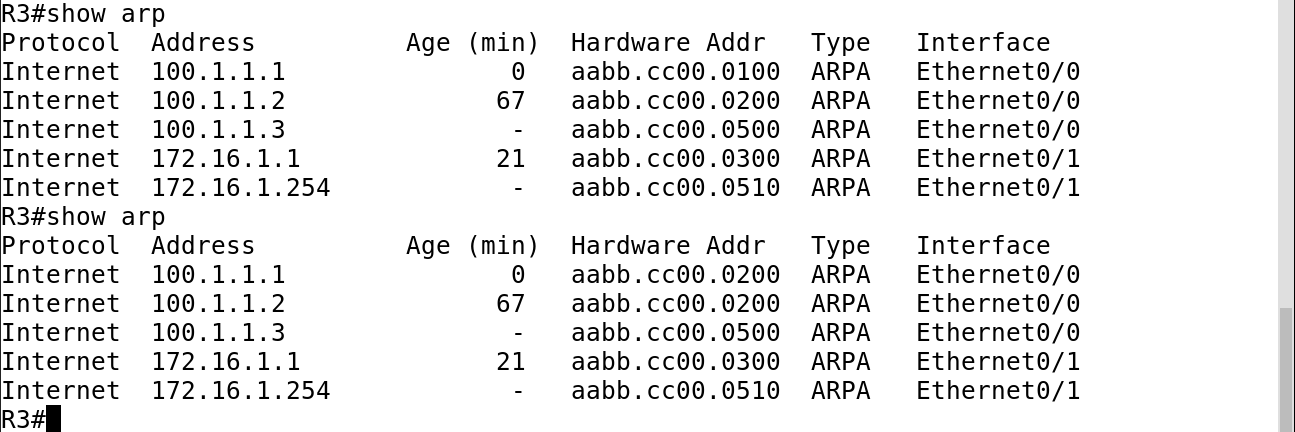 R3#show arp
Protocol  Address          Age (min)  Hardware Addr   Type   Interface
Internet  100.1.1.1               0   aabb.cc00.0100  ARPA   Ethernet0/0
Internet  100.1.1.2              67   aabb.cc00.0200  ARPA   Ethernet0/0
Internet  100.1.1.3               -   aabb.cc00.0500  ARPA   Ethernet0/0
Internet  172.16.1.1             21   aabb.cc00.0300  ARPA   Ethernet0/1
Internet  172.16.1.254            -   aabb.cc00.0510  ARPA   Ethernet0/1
R3#show arp
Protocol  Address          Age (min)  Hardware Addr   Type   Interface
Internet  100.1.1.1               0   aabb.cc00.0200  ARPA   Ethernet0/0
Internet  100.1.1.2              67   aabb.cc00.0200  ARPA   Ethernet0/0
Internet  100.1.1.3               -   aabb.cc00.0500  ARPA   Ethernet0/0
Internet  172.16.1.1             21   aabb.cc00.0300  ARPA   Ethernet0/1
Internet  172.16.1.254            -   aabb.cc00.0510  ARPA   Ethernet0/1
R3#